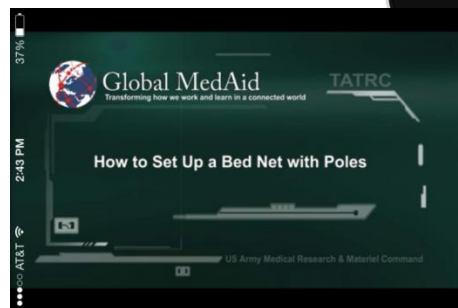 ●●●○○ AT&T 2:43 PM 37%
Global MedAid
Transforming how we work and learn in a connected world
TATRC
How to Set Up a Bed Net with Poles
US Army Medical Research & Materiel Command